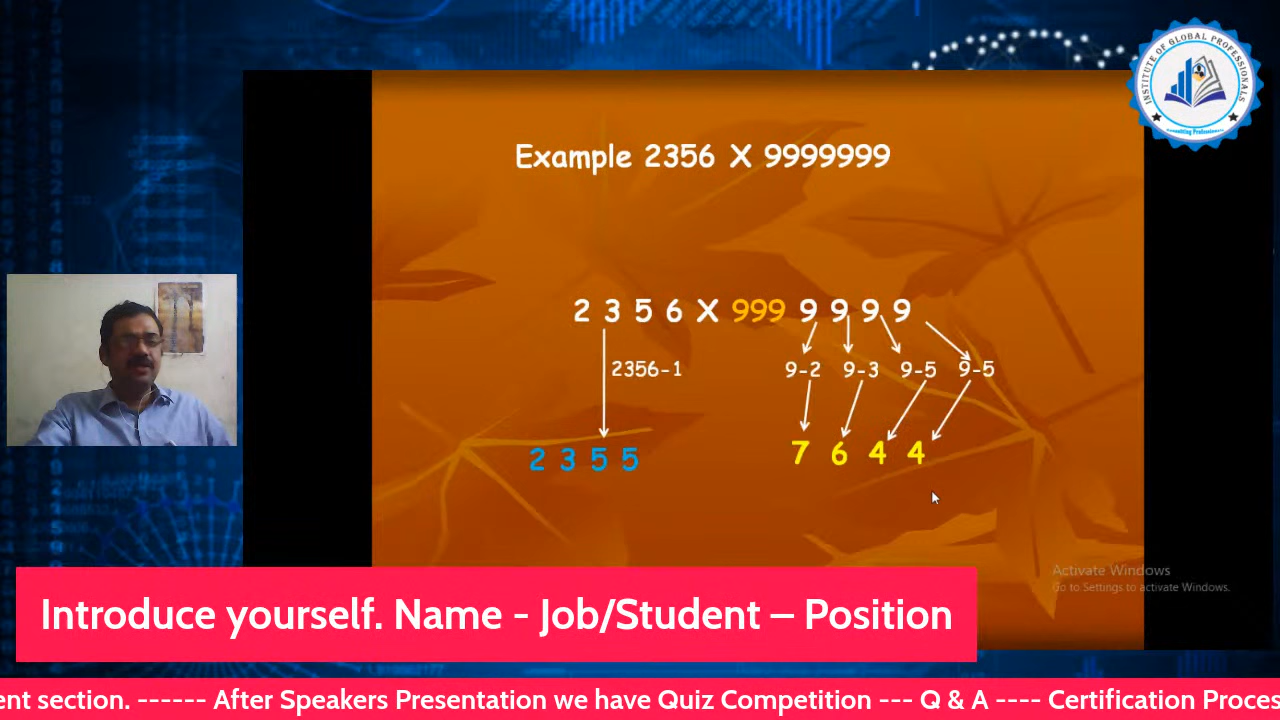 INSTITUTE OF GLOBAL PROFESSIONALS
Example 2356 X 9999999
2 3 5 6 X 999 9 9 9 9
2356-1
9-2 9-3 9-5 9-5
2 3 5 5
7 6 4 4
Activate Windows
Go to Settings to activate Windows.
Introduce yourself. Name - Job/Student – Position
ent section. ------ After Speakers Presentation we have Quiz Competition --- Q & A ---- Certification Proces